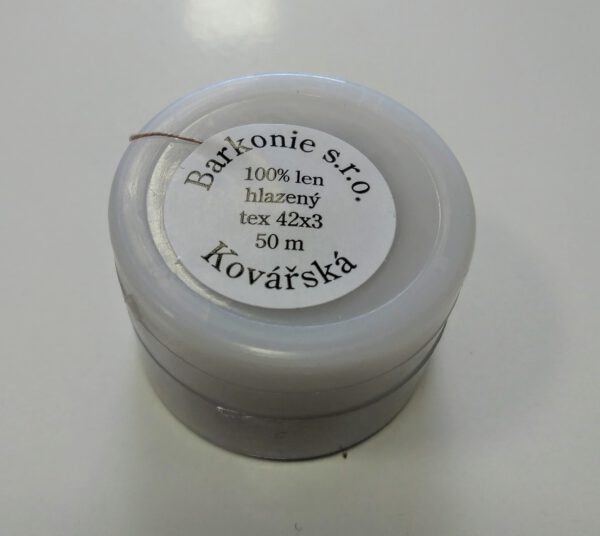 Barkonie s.r.o.
100% len
hlazený
tex 42x3
50 m
Kovářská